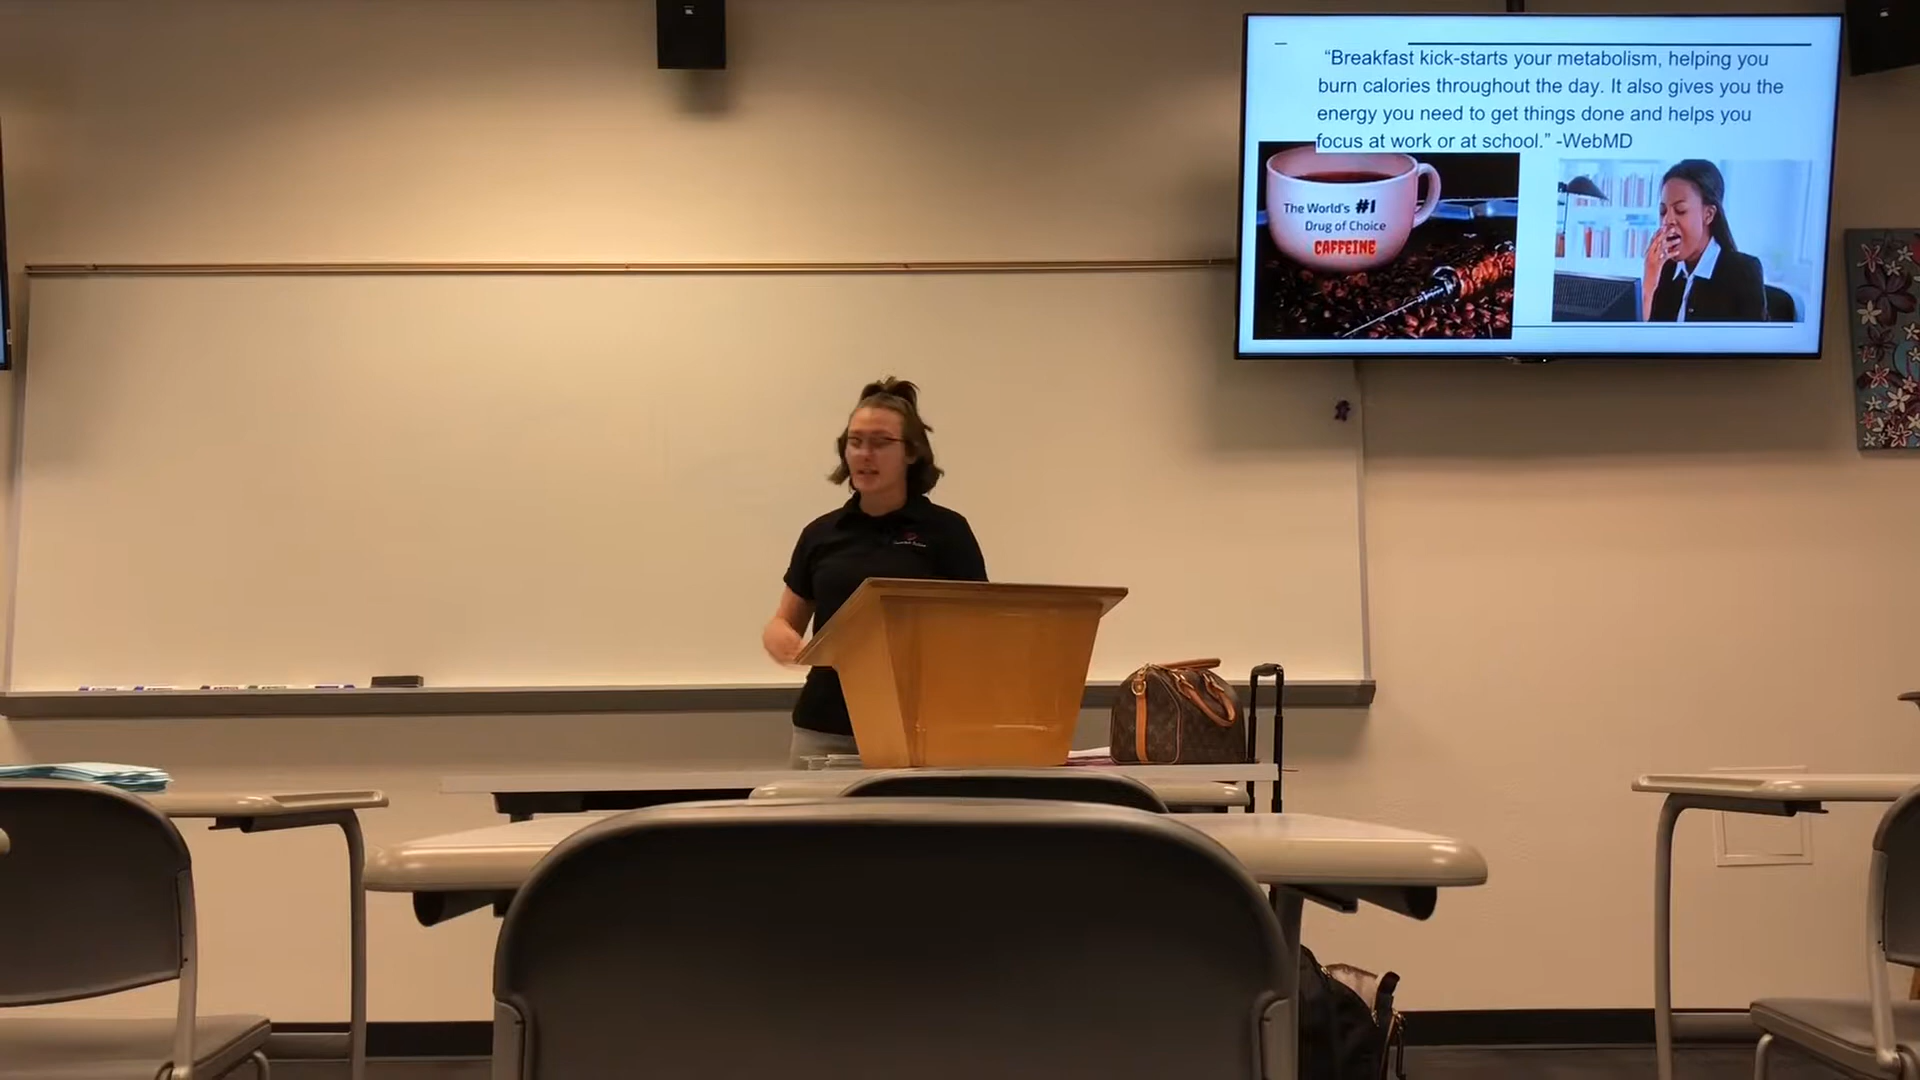 “Breakfast kick-starts your metabolism, helping you
burn calories throughout the day. It also gives you the
energy you need to get things done and helps you
focus at work or at school.” -WebMD
The World's #1
Drug of Choice
CAFFEINE